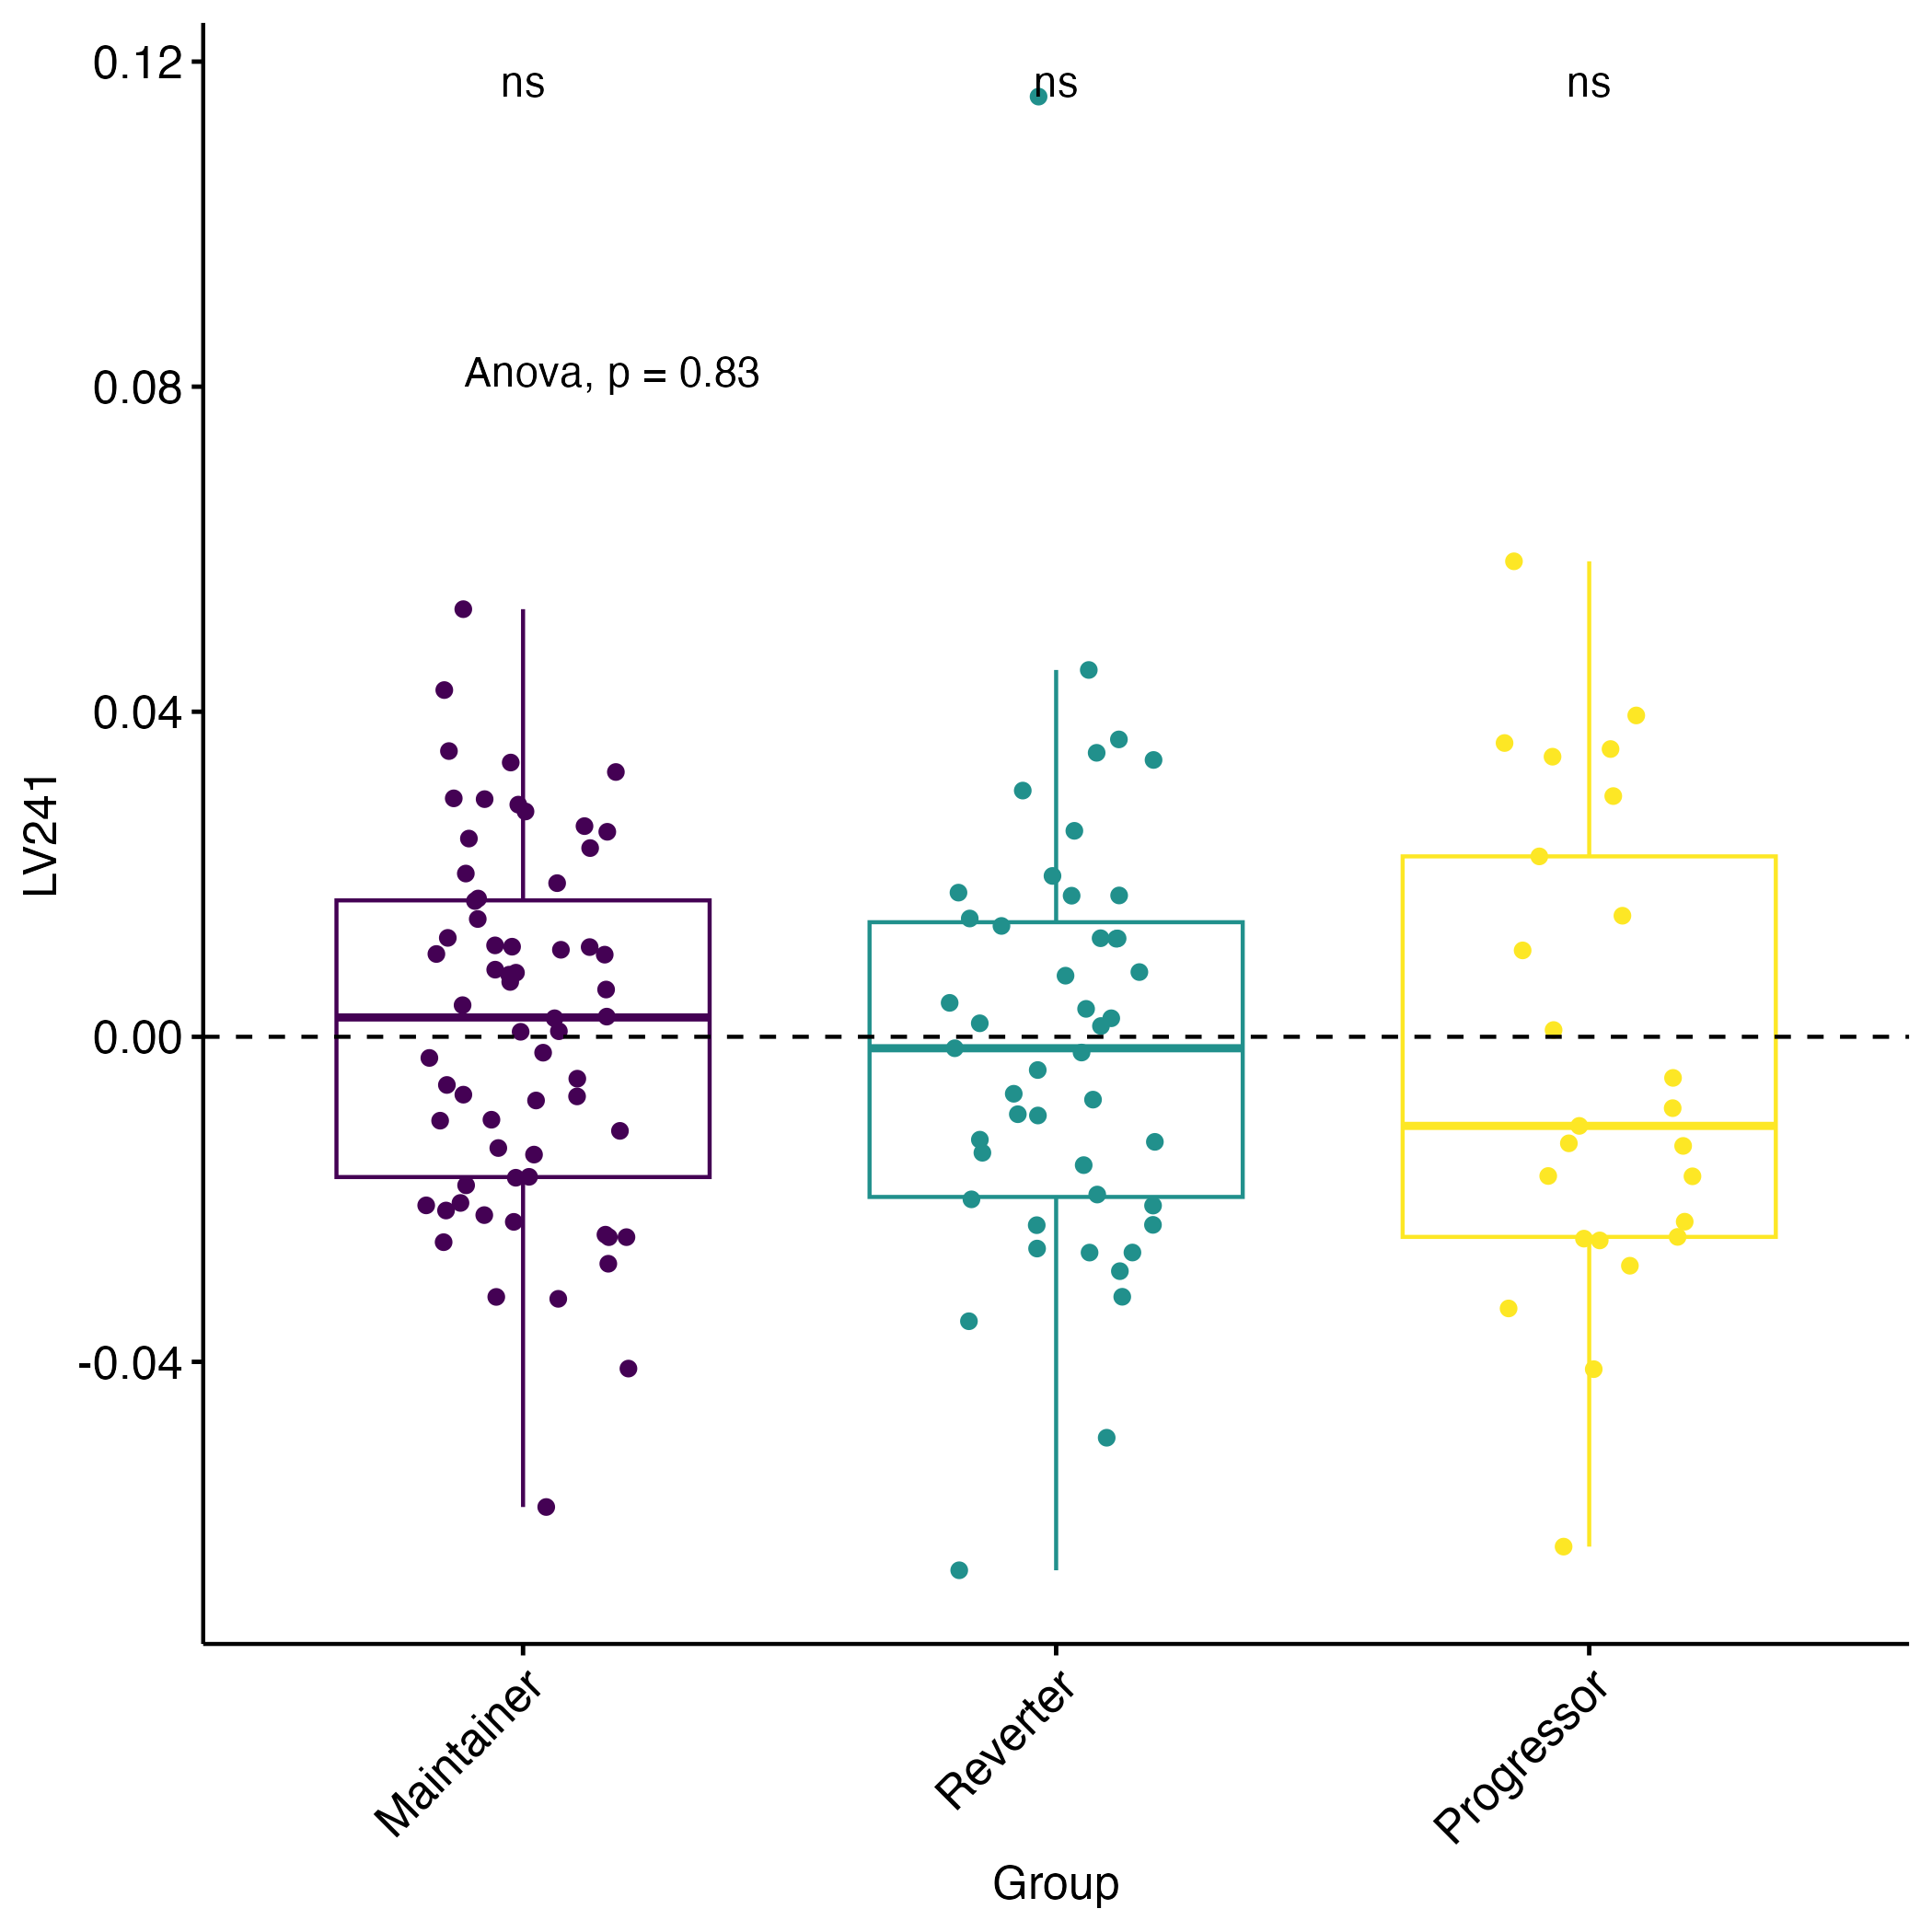 0.12
ns ns ns
Anova, p = 0.83
0.08
0.04
LV241
0.00
-0.04
Maintainer
Reverter
Progressor
Group